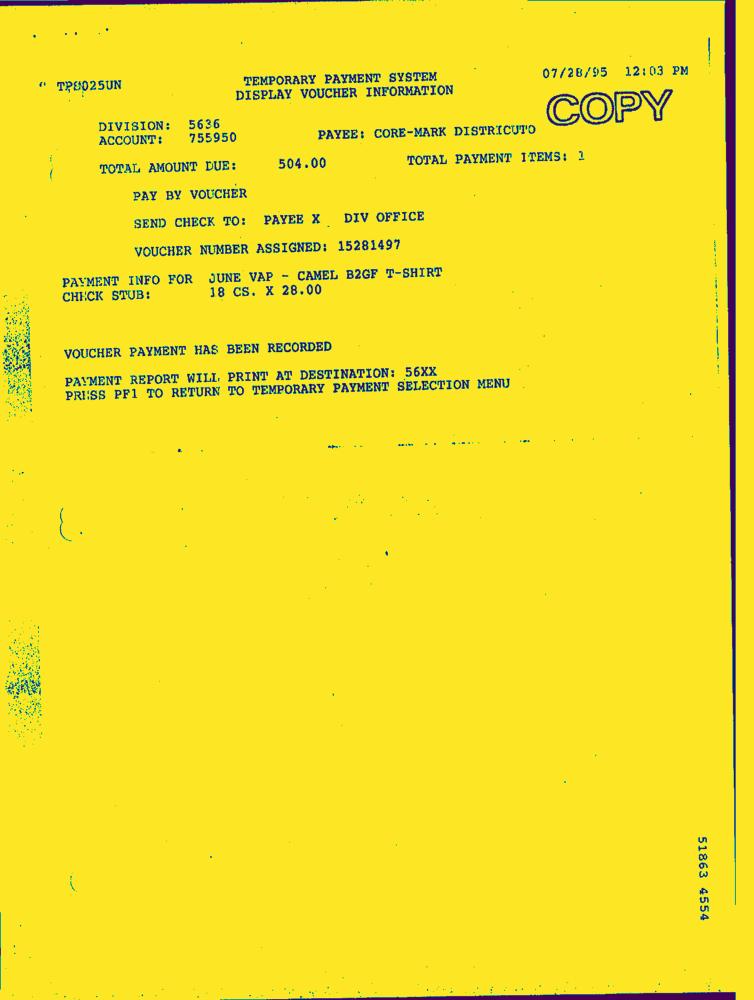 TP8025UN
TEMPORARY PAYMENT SYSTEM
07/28/95 12:03 PM
DISPLAY VOUCHER INFORMATION
COPY
DIVISION: 5636
ACCOUNT: 755950
PAYEE: CORE-MARK DISTRICUTO
TOTAL AMOUNT DUE: 504.00
TOTAL PAYMENT ITEMS: 1
PAY BY VOUCHER
SEND CHECK TO: PAYEE X DIV OFFICE
VOUCHER NUMBER ASSIGNED: 15281497
PAYMENT INFO FOR JUNE VAP - CAMEL B2GF T-SHIRT
CHECK STUB: 18 CS. X 28.00
VOUCHER PAYMENT HAS BEEN RECORDED
PAYMENT REPORT WILL PRINT AT DESTINATION: 56XX
PRESS PF1 TO RETURN TO TEMPORARY PAYMENT SELECTION MENU
51863 4554